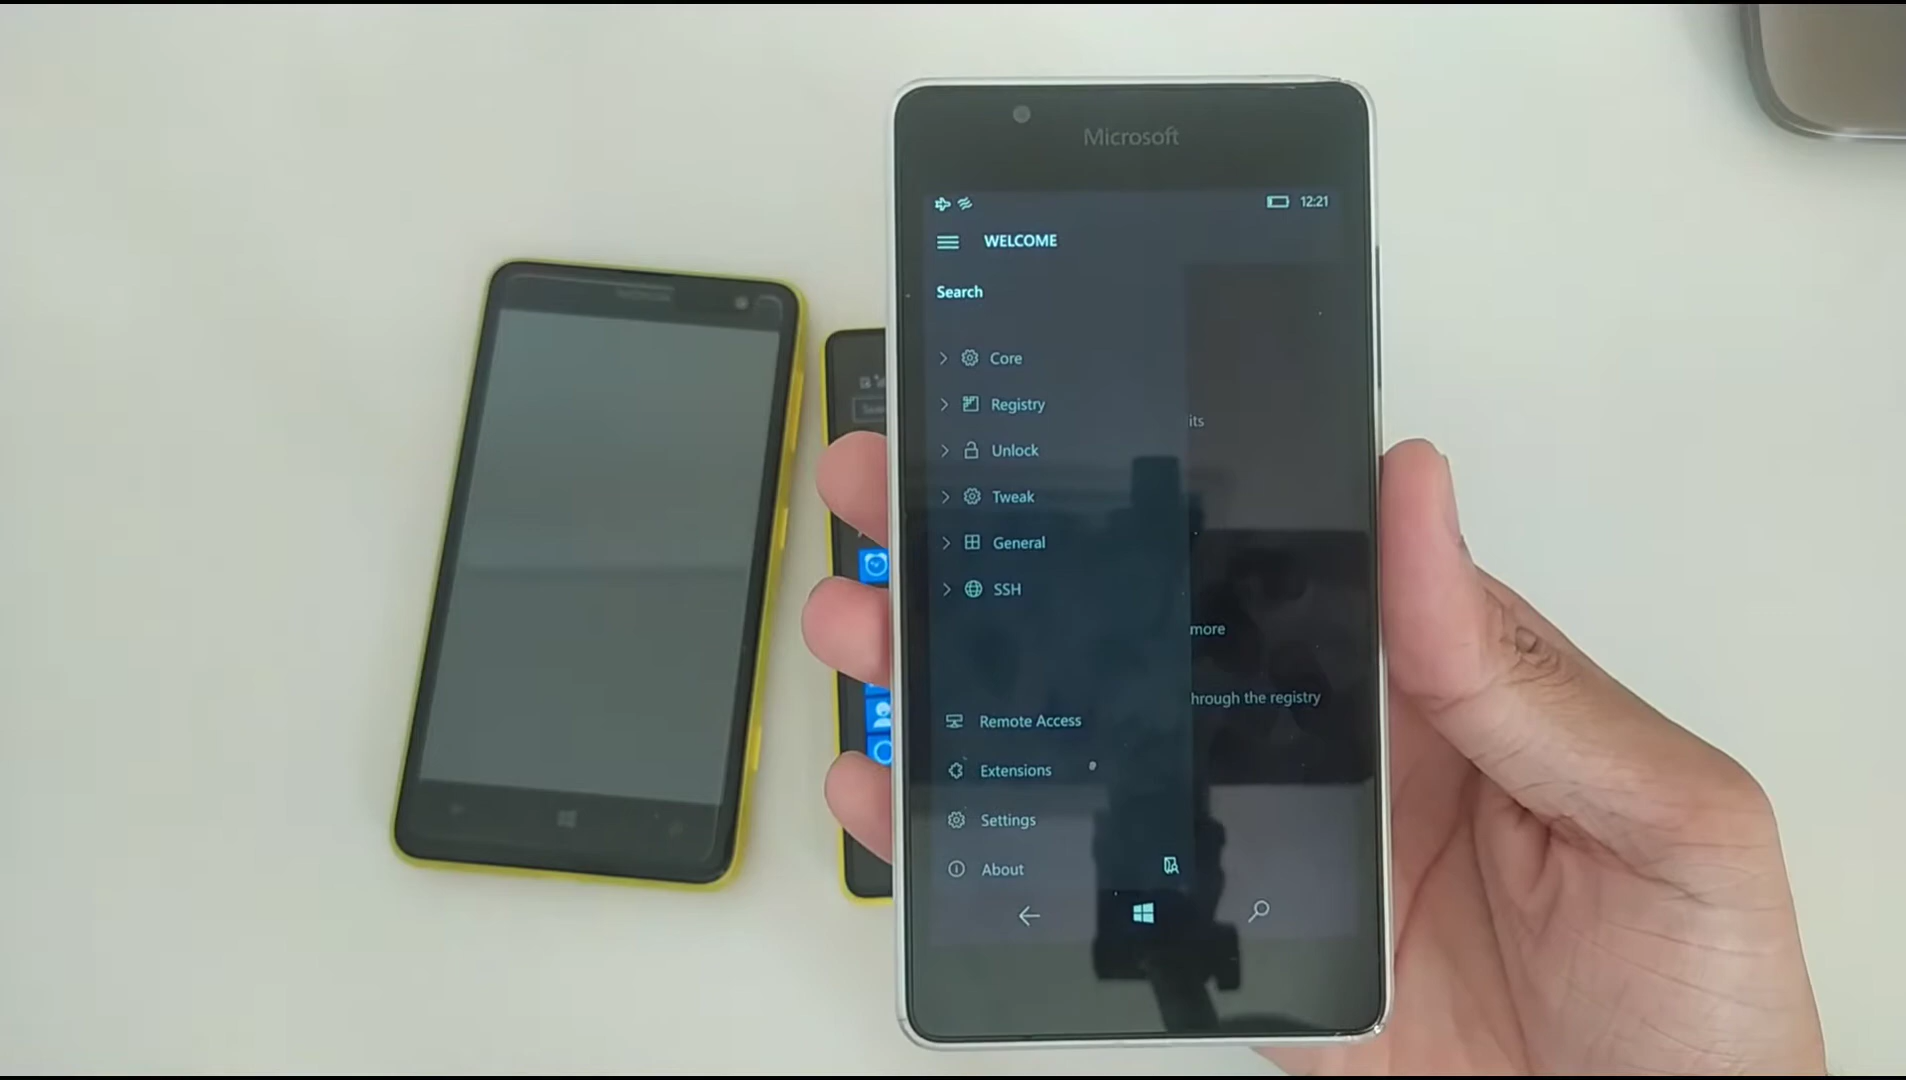 Microsoft
12:21
WELCOME
Search
Core
Registry
its
Unlock
Tweak
General
SSH
more
hrough the registry
Remote Access
Extensions
Settings
About